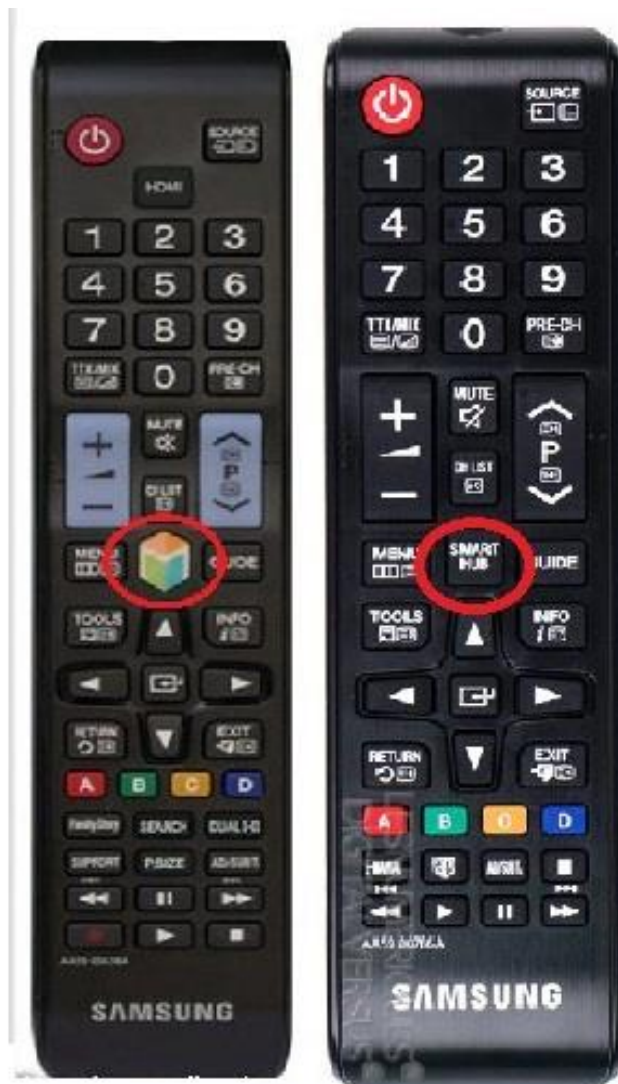 SOURCE
HDMI
1 2 3
4 5 6
7 8 9
TTX/MIX 0 PRE-CH
MUTE
+ P −
CH LIST
MENU GUIDE
TOOLS INFO
RETURN EXIT
A B C D
Family Story SEARCH DUAL I-II
SUPPORT P.SIZE AD/SUBT.
SAMSUNG
SOURCE
1 2 3
4 5 6
7 8 9
TTX/MIX 0 PRE-CH
MUTE
+ P −
CH LIST
MENU SMART HUB GUIDE
TOOLS INFO
RETURN EXIT
A B C D
SAMSUNG